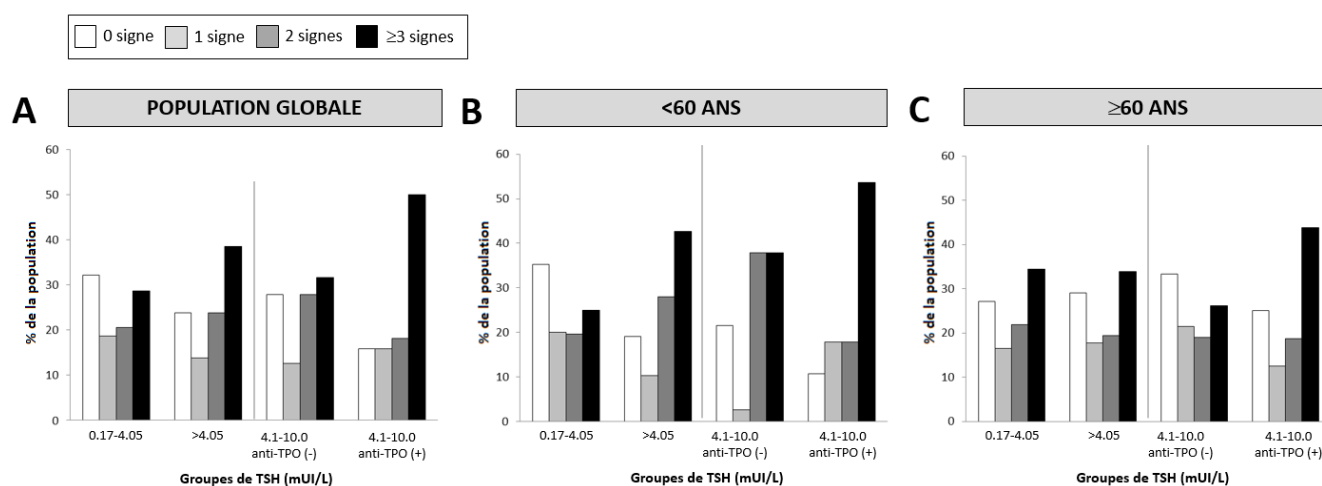 0 signe 1 signe 2 signes ≥3 signes
A POPULATION GLOBALE
% de la population
60
50
40
30
20
10
0
0.17-4.05 >4.05 4.1-10.0 4.1-10.0
anti-TPO (-) anti-TPO (+)
Groupes de TSH (mUI/L)
B <60 ANS
% de la population
60
50
40
30
20
10
0
0.17-4.05 >4.05 4.1-10.0 4.1-10.0
anti-TPO (-) anti-TPO (+)
Groupes de TSH (mUI/L)
C ≥60 ANS
% de la population
60
50
40
30
20
10
0
0.17-4.05 >4.05 4.1-10.0 4.1-10.0
anti-TPO (-) anti-TPO (+)
Groupes de TSH (mUI/L)